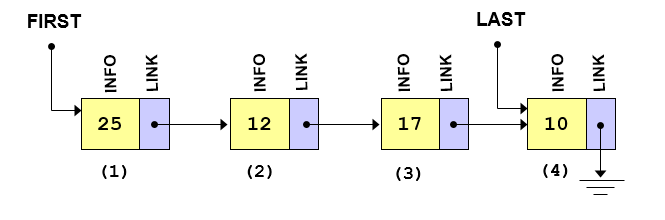 FIRST
LAST
INFO LINK
INFO LINK
INFO LINK
INFO LINK
25
12
17
10
(1)
(2)
(3)
(4)